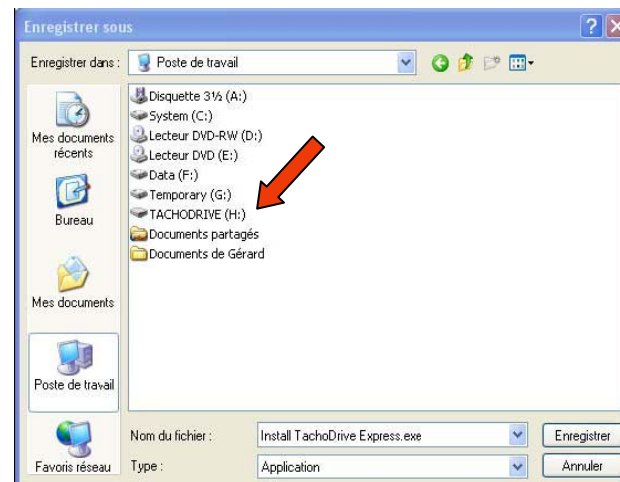 Enregistrer sous
Enregistrer dans :
Poste de travail
Mes documents
récents
Bureau
Mes documents
Poste de travail
Favoris réseau
Disquette 3½ (A:)
System (C:)
Lecteur DVD-RW (D:)
Lecteur DVD (E:)
Data (F:)
Temporary (G:)
TACHODRIVE (H:)
Documents partagés
Documents de Gérard
Nom du fichier :
Install TachoDrive Express.exe
Enregistrer
Type :
Application
Annuler